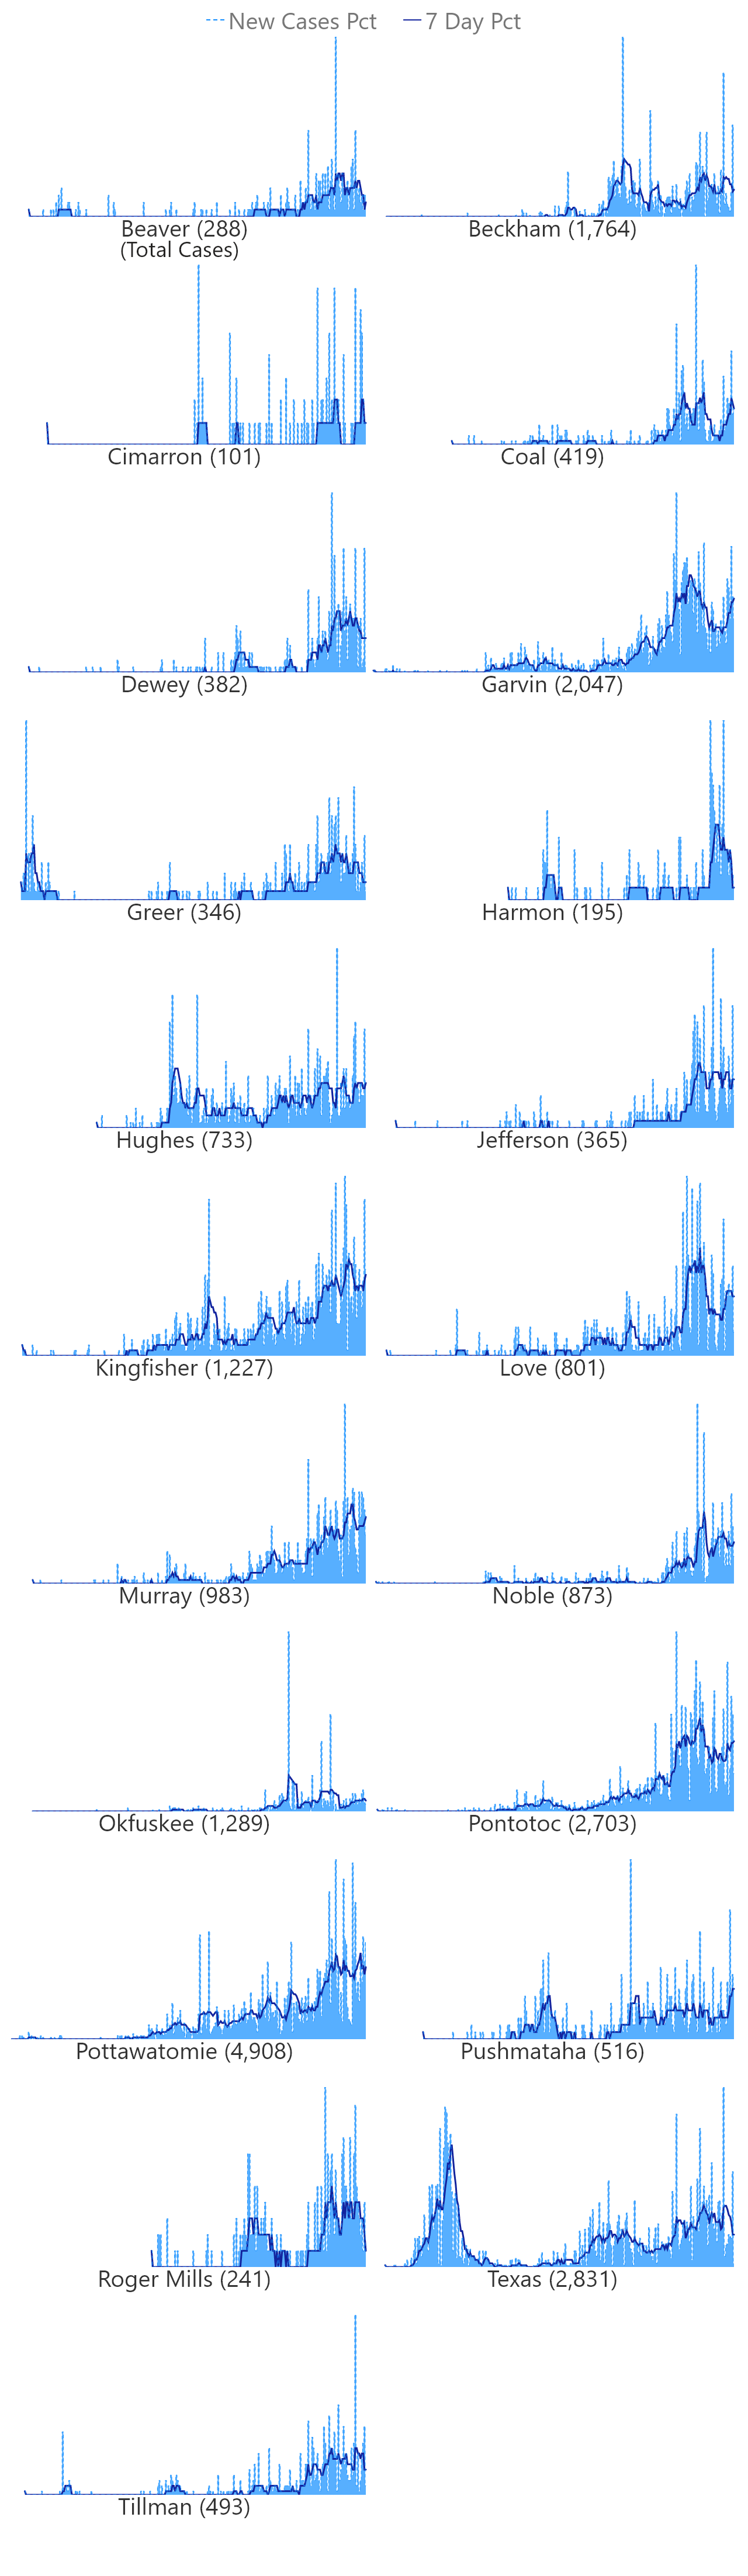 New Cases Pct 7 Day Pct
Beaver (288) Beckham (1,764)
(Total Cases)
Cimarron (101) Coal (419)
Dewey (382) Garvin (2,047)
Greer (346) Harmon (195)
Hughes (733) Jefferson (365)
Kingfisher (1,227) Love (801)
Murray (983) Noble (873)
Okfuskee (1,289) Pontotoc (2,703)
Pottawatomie (4,908) Pushmataha (516)
Roger Mills (241) Texas (2,831)
Tillman (493)